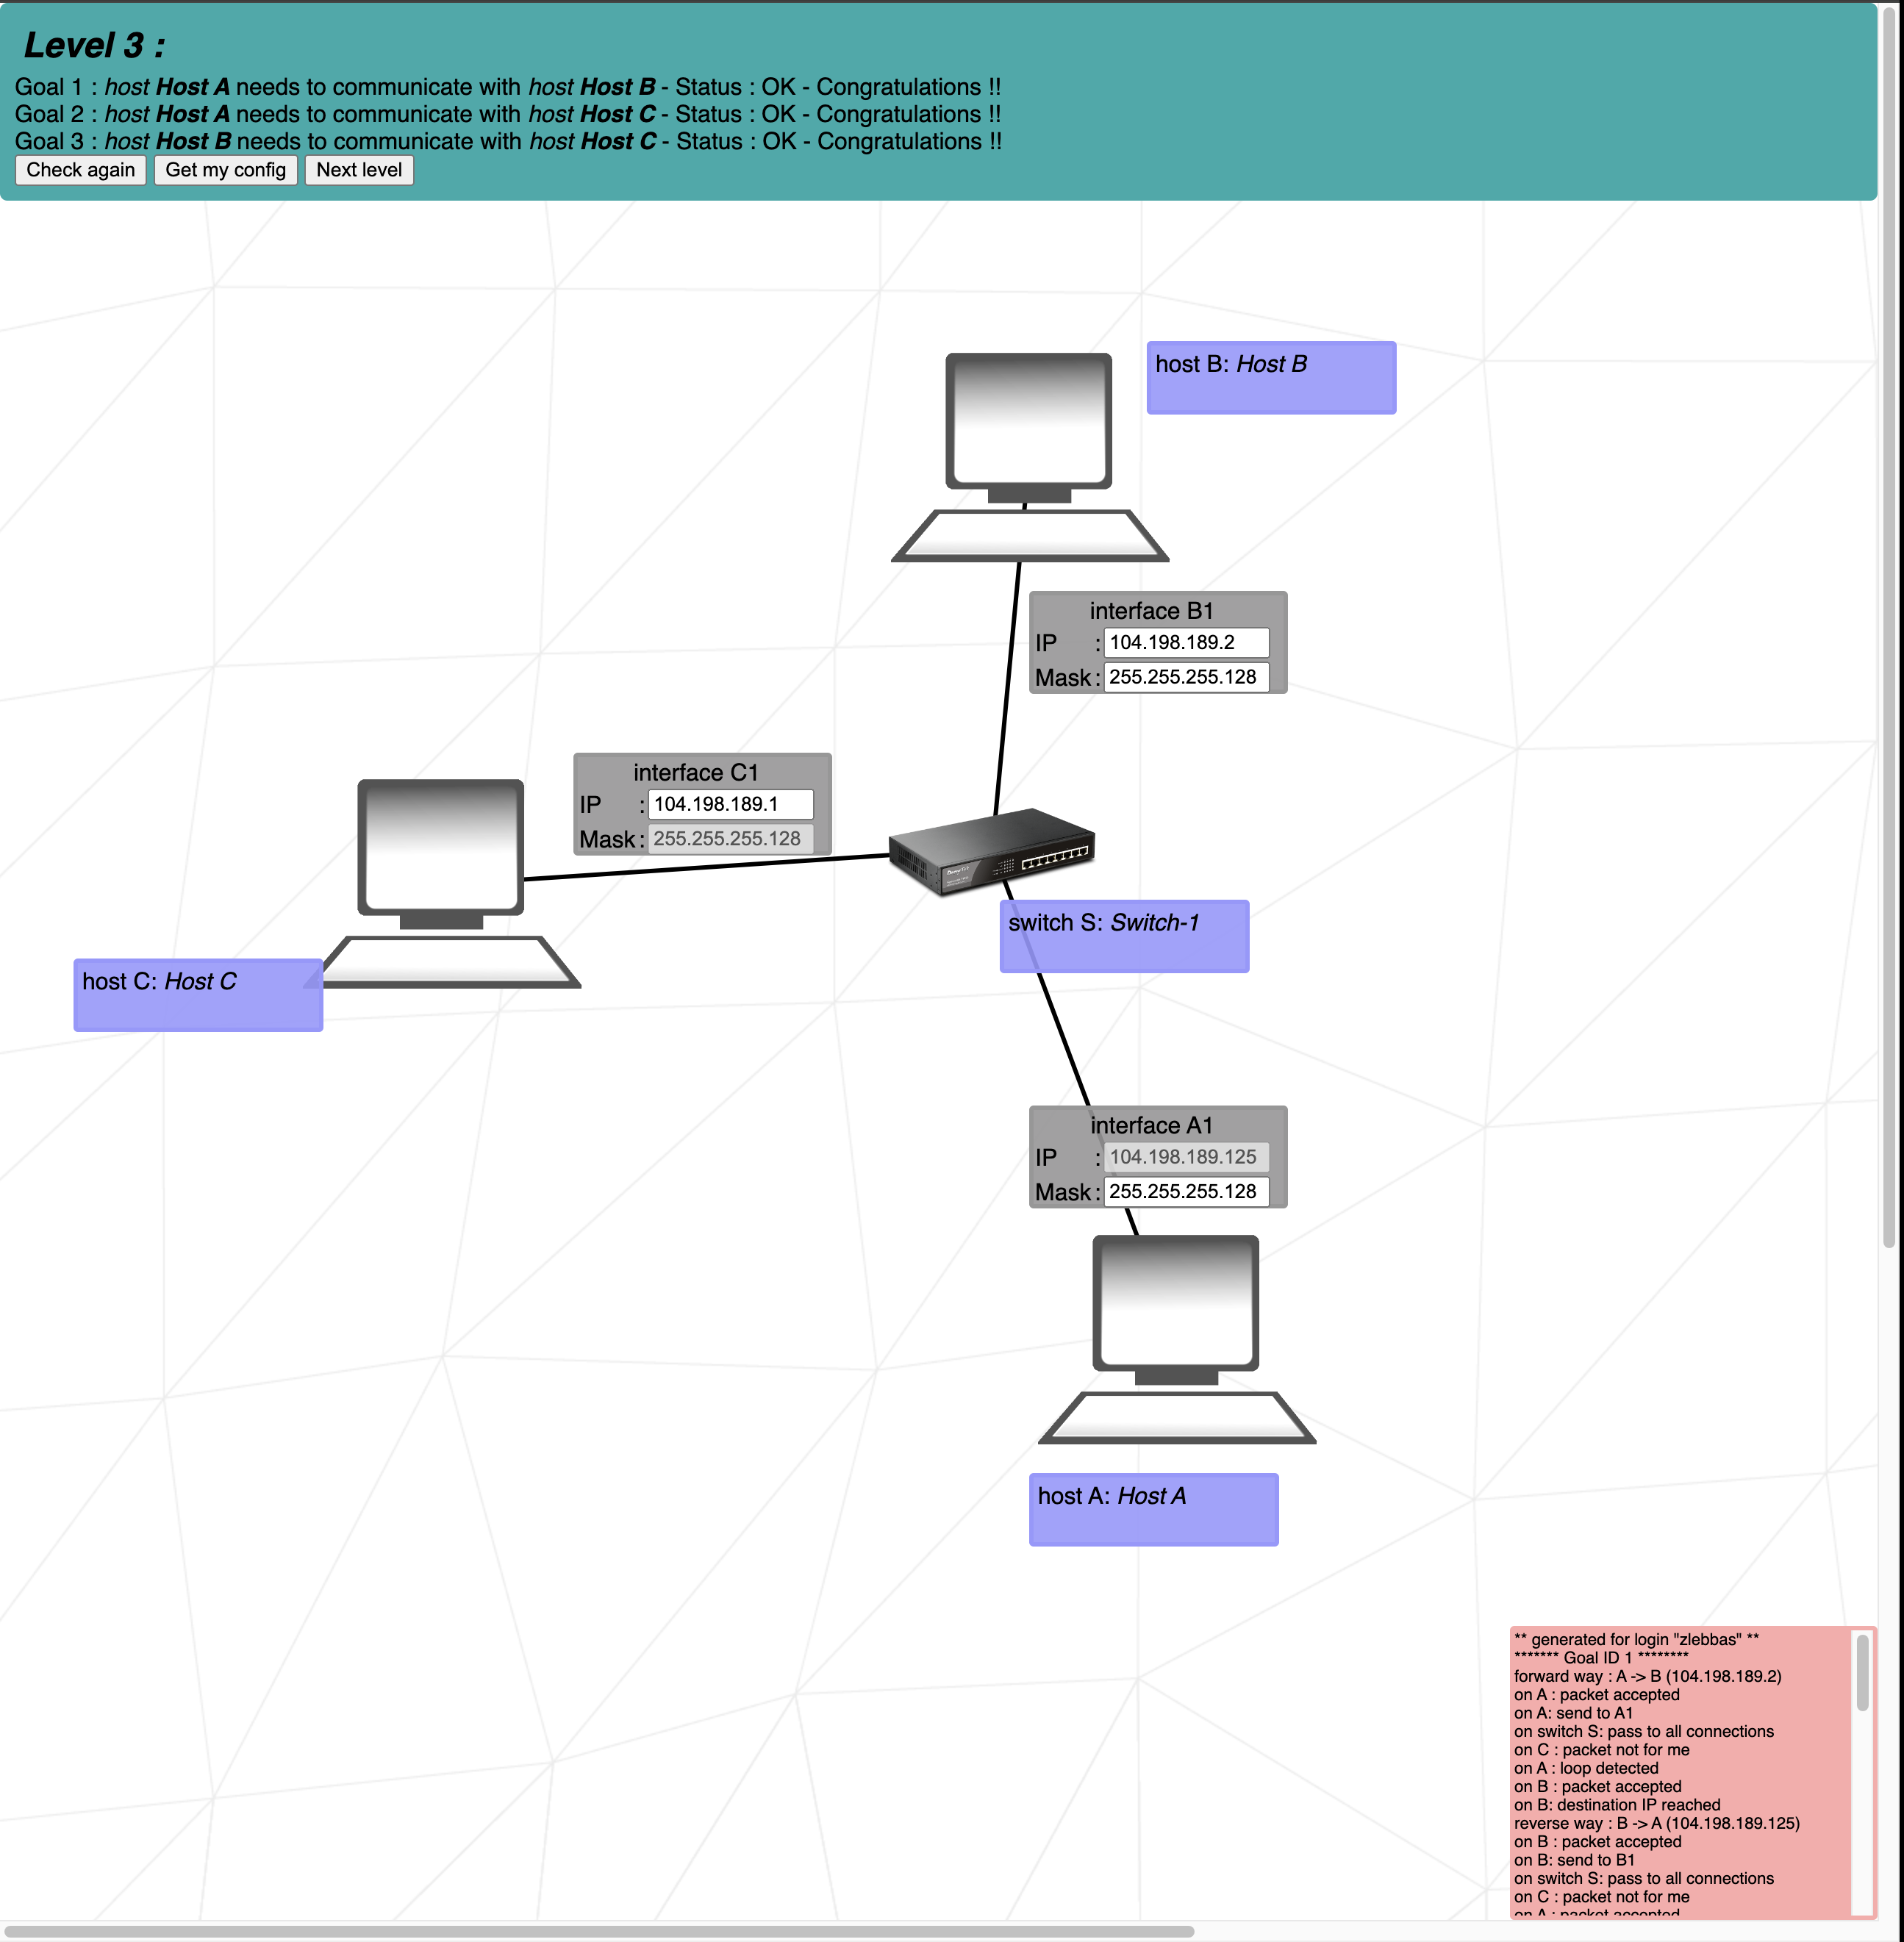 Level 3 :
Goal 1 : host Host A needs to communicate with host Host B - Status : OK - Congratulations !!
Goal 2 : host Host A needs to communicate with host Host C - Status : OK - Congratulations !!
Goal 3 : host Host B needs to communicate with host Host C - Status : OK - Congratulations !!
Check again Get my config Next level
host B: Host B
interface B1
IP : 104.198.189.2
Mask : 255.255.255.128
interface C1
IP : 104.198.189.1
Mask : 255.255.255.128
switch S: Switch-1
host C: Host C
interface A1
IP : 104.198.189.125
Mask : 255.255.255.128
host A: Host A
** generated for login "zlebbas" **
******* Goal ID 1 ********
forward way : A -> B (104.198.189.2)
on A : packet accepted
on A: send to A1
on switch S: pass to all connections
on C : packet not for me
on A : loop detected
on B : packet accepted
on B: destination IP reached
reverse way : B -> A (104.198.189.125)
on B : packet accepted
on B: send to B1
on switch S: pass to all connections
on C : packet not for me
on A : packet accepted